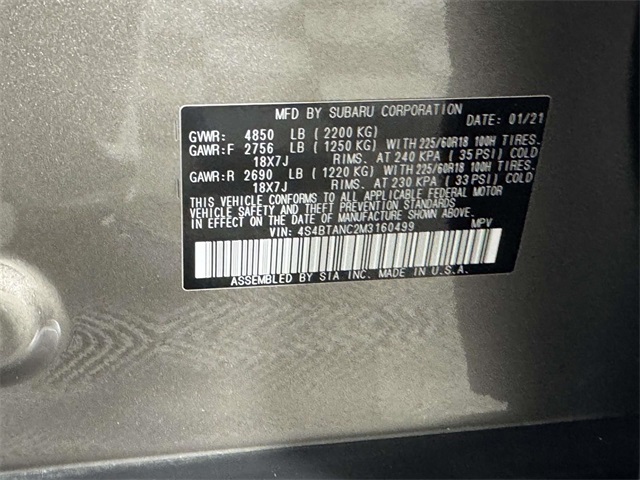 MFD BY SUBARU CORPORATION DATE: 01/21
GVWR: 4850 LB ( 2200 KG)
GAWR:F 2756 LB ( 1250 KG) WITH 225/60R18 100H TIRES.
18X7J RIMS. AT 240 KPA ( 35 PSI) COLD
GAWR:R 2690 LB ( 1220 KG) WITH 225/60R18 100H TIRES.
18X7J RIMS. AT 230 KPA ( 33 PSI) COLD
THIS VEHICLE CONFORMS TO ALL APPLICABLE FEDERAL MOTOR
VEHICLE SAFETY AND THEFT PREVENTION STANDARDS
IN EFFECT ON THE DATE OF MANUFACTURE SHOWN ABOVE.
VIN: 4S4BTANC2M3160499 MPV
ASSEMBLED BY SIA INC. MADE IN U.S.A.